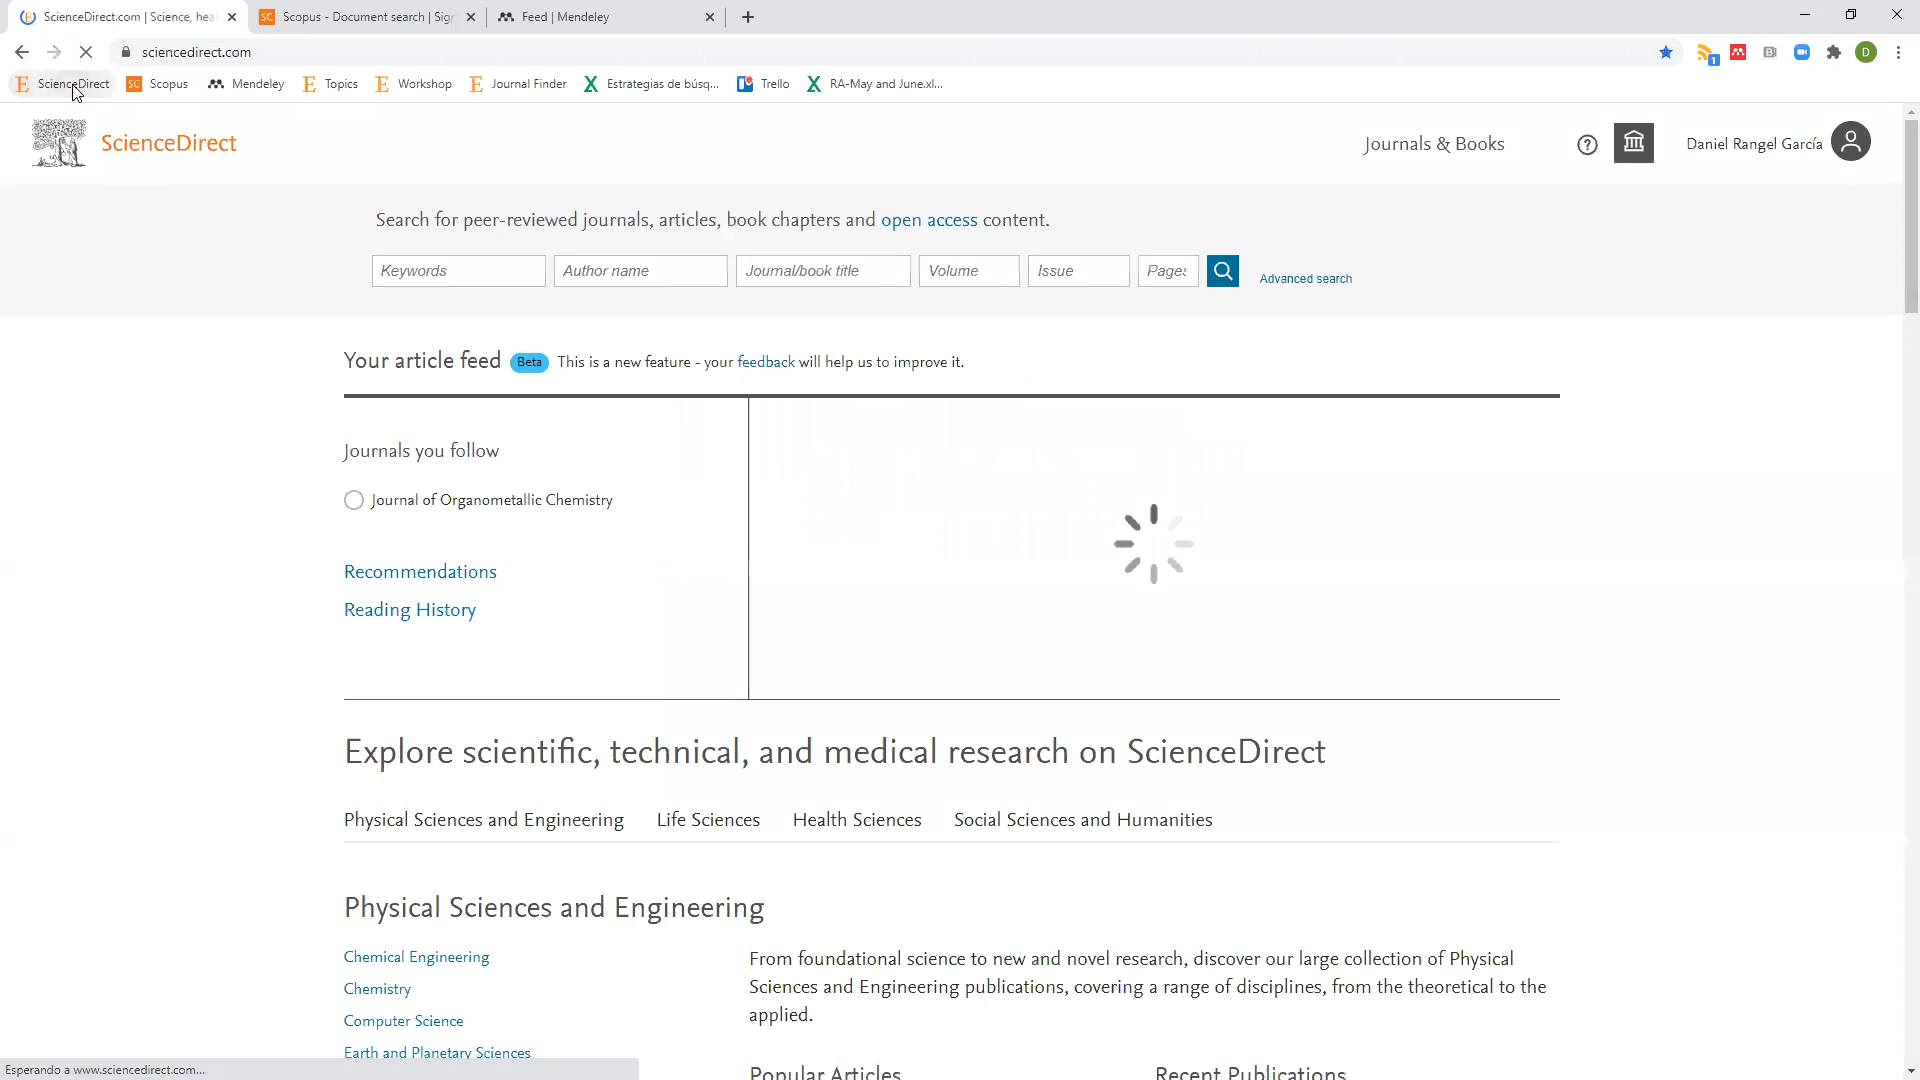 ScienceDirect.com | Science, hea
Scopus - Document search | Sig
Feed | Mendeley
sciencedirect.com
1
D
ScienceDirect
Scopus
Mendeley
Topics
Workshop
Journal Finder
Estrategias de búsq...
Trello
RA-May and June.xl...
ScienceDirect
Journals & Books
Daniel Rangel García
Search for peer-reviewed journals, articles, book chapters and open access content.
Keywords
Author name
Journal/book title
Volume
Issue
Pages
Advanced search
Your article feed Beta This is a new feature - your feedback will help us to improve it.
Journals you follow
Journal of Organometallic Chemistry
Recommendations
Reading History
Explore scientific, technical, and medical research on ScienceDirect
Physical Sciences and Engineering
Life Sciences
Health Sciences
Social Sciences and Humanities
Physical Sciences and Engineering
Chemical Engineering
Chemistry
Computer Science
Earth and Planetary Sciences
From foundational science to new and novel research, discover our large collection of Physical
Sciences and Engineering publications, covering a range of disciplines, from the theoretical to the
applied.
Popular Articles
Recent Publications
Esperando a www.sciencedirect.com...